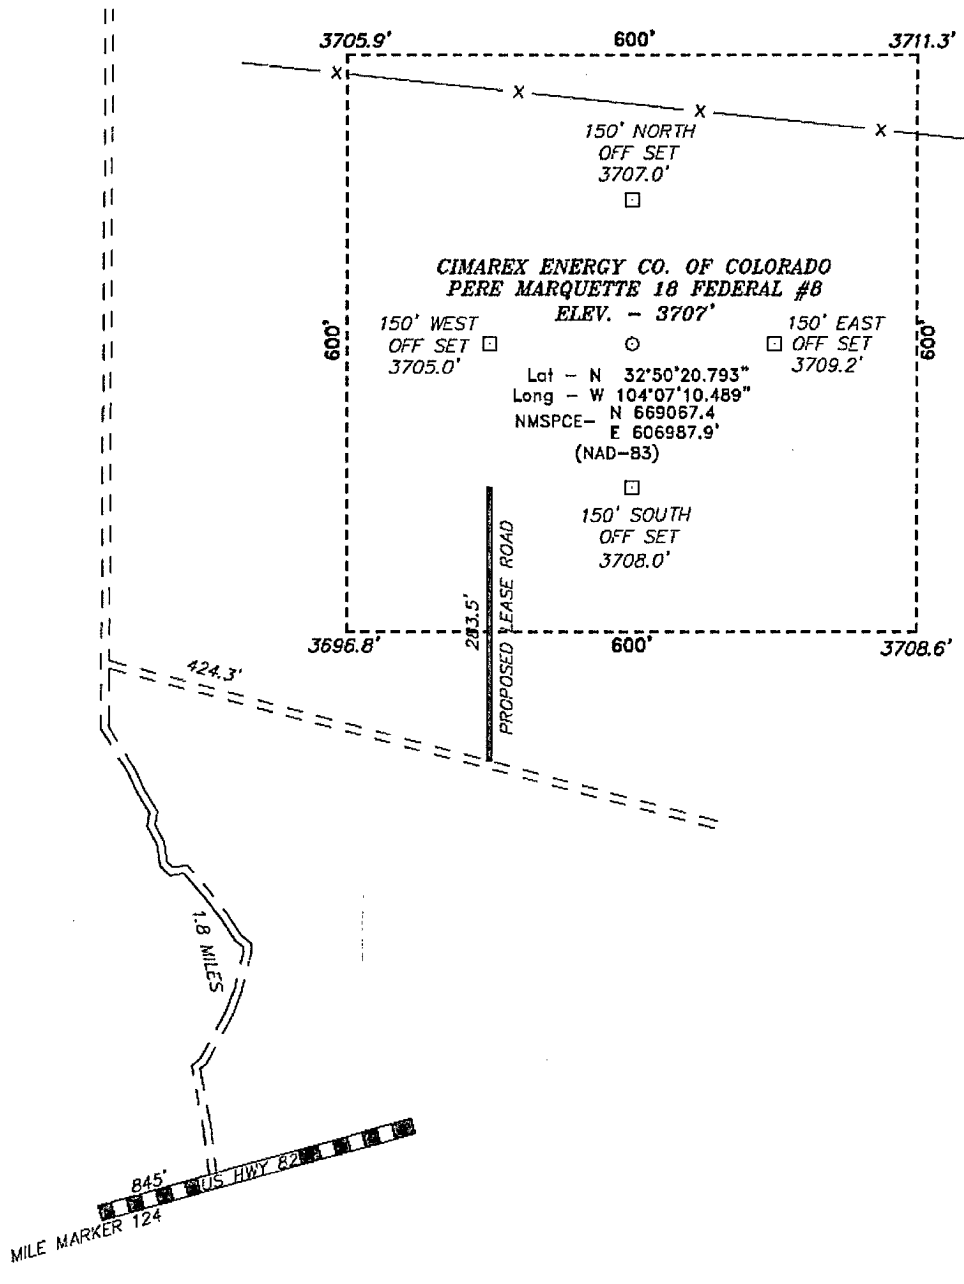 3705.9'
600'
3711.3'
X
X
X
X
150' NORTH
OFF SET
3707.0'
CIMAREX ENERGY CO. OF COLORADO
PERE MARQUETTE 18 FEDERAL #8
ELEV. - 3707'
600'
150' WEST
OFF SET
3705.0'
150' EAST
OFF SET
3709.2'
600'
Lat - N 32°50'20.793"
Long - W 104°07'10.489"
NMSPCE- N 669067.4
E 606987.9'
(NAD-83)
150' SOUTH
OFF SET
3708.0'
283.5'
PROPOSED LEASE ROAD
3696.8'
600'
3708.6'
424.3'
1.8 MILES
845'
US HWY 82
MILE MARKER 124